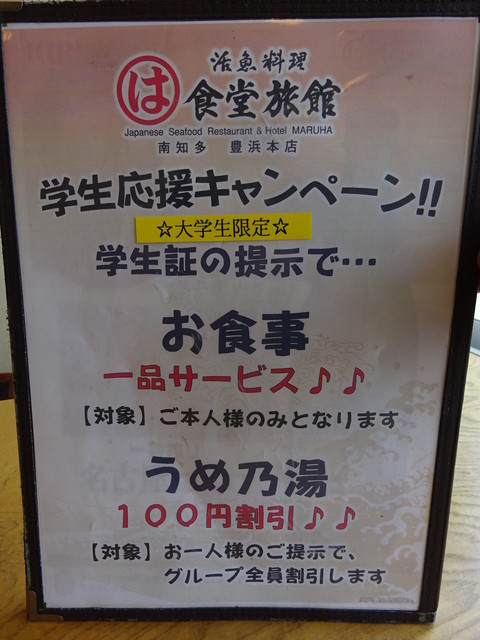 活魚料理
は 食堂旅館
Japanese Seafood Restaurant & Hotel MARUHA
南知多 豊浜本店
学生応援キャンペーン!!
☆大学生限定☆
学生証の提示で…
お食事
一品サービス♪♪
【対象】ご本人様のみとなります
うめ乃湯
１００円割引♪♪
【対象】お一人様のご提示で、
グループ全員割引します